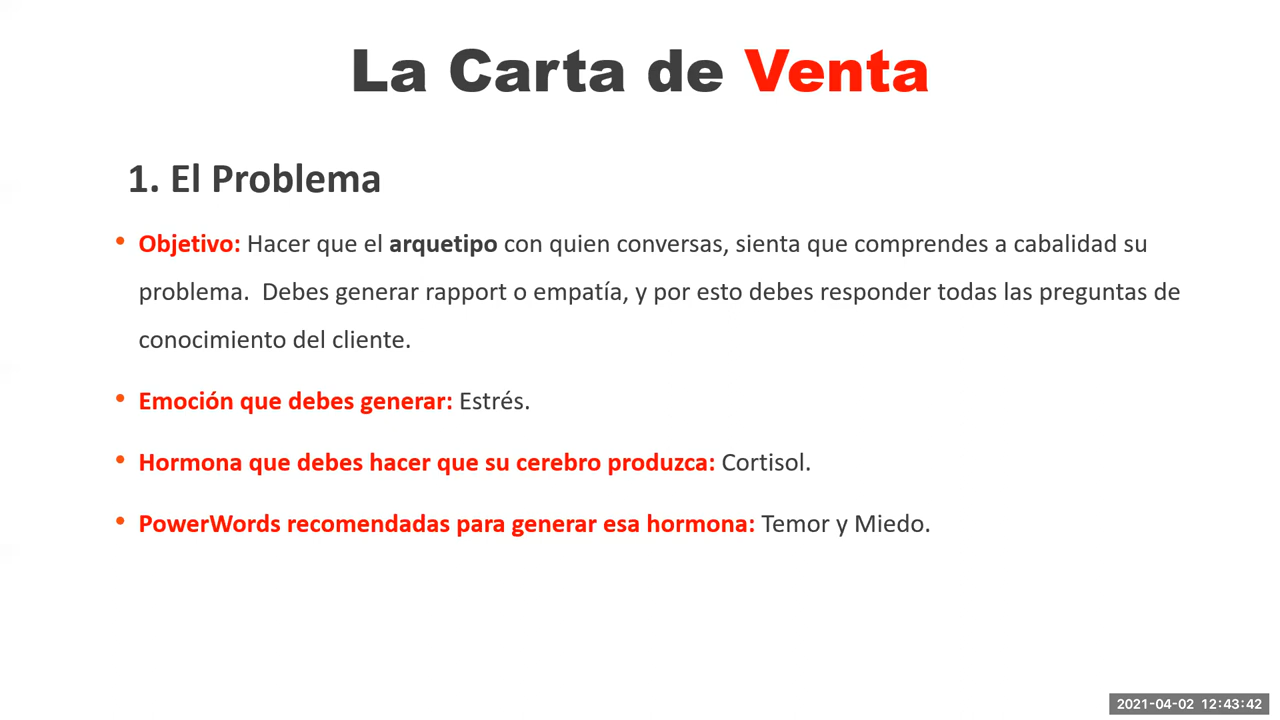 La Carta de Venta
1. El Problema
• Objetivo: Hacer que el arquetipo con quien conversas, sienta que comprendes a cabalidad su
problema.  Debes generar rapport o empatía, y por esto debes responder todas las preguntas de
conocimiento del cliente.
• Emoción que debes generar: Estrés.
• Hormona que debes hacer que su cerebro produzca: Cortisol.
• PowerWords recomendadas para generar esa hormona: Temor y Miedo.
2021-04-02 12:43:42